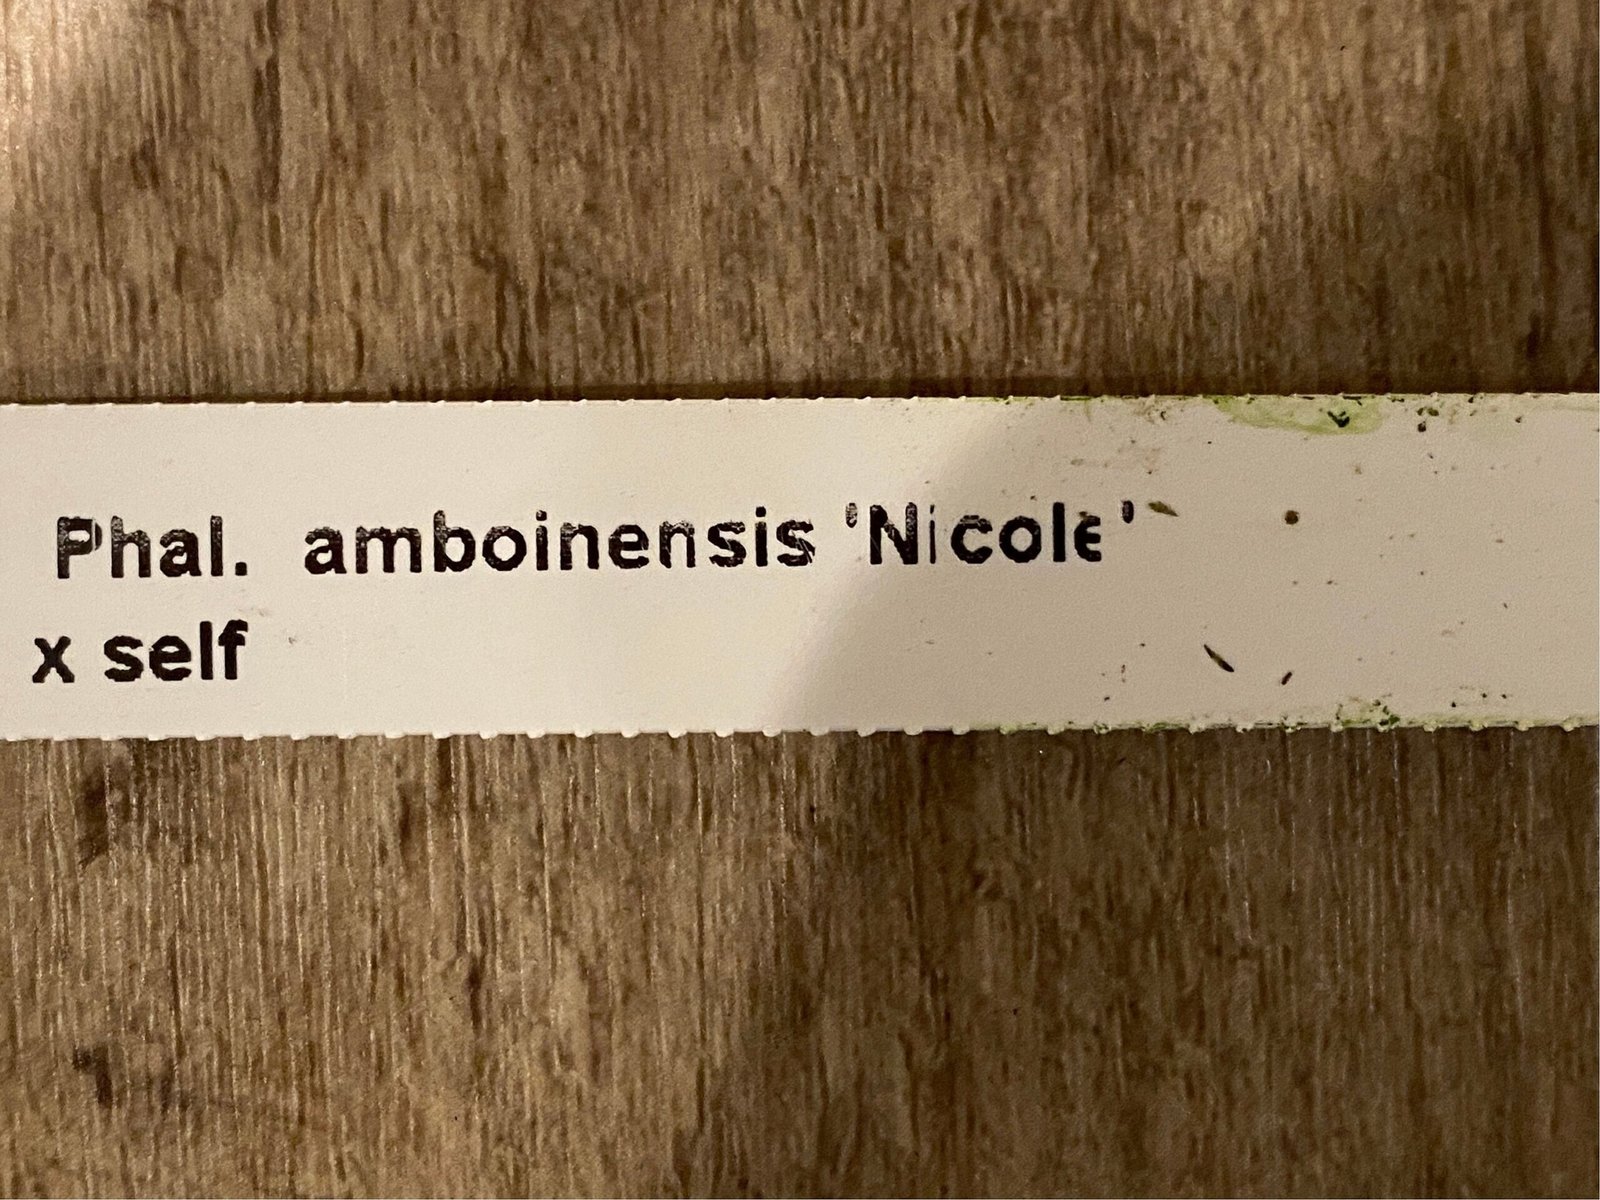 Phal. amboinensis 'Nicole'
x self